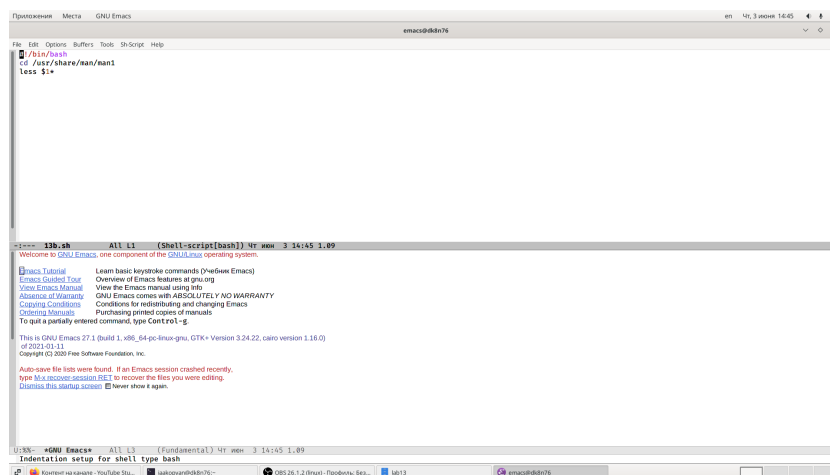 Приложения Места GNU Emacs en Чт, 3 июня 14:45
emacs@dk8n76
File Edit Options Buffers Tools Sh-Script Help
#!/bin/bash
cd /usr/share/man/man1
less $1*
-:--- 13b.sh All L1 (Shell-script[bash]) Чт июн 3 14:45 1.09
Welcome to GNU Emacs, one component of the GNU/Linux operating system.
Emacs Tutorial Learn basic keystroke commands (Учебник Emacs)
Emacs Guided Tour Overview of Emacs features at gnu.org
View Emacs Manual View the Emacs manual using Info
Absence of Warranty GNU Emacs comes with ABSOLUTELY NO WARRANTY
Copying Conditions Conditions for redistributing and changing Emacs
Ordering Manuals Purchasing printed copies of manuals
To quit a partially entered command, type Control-g.
This is GNU Emacs 27.1 (build 1, x86_64-pc-linux-gnu, GTK+ Version 3.24.22, cairo version 1.16.0)
of 2021-01-11
Copyright (C) 2020 Free Software Foundation, Inc.
Auto-save file lists were found. If an Emacs session crashed recently,
type M-x recover-session RET to recover the files you were editing.
Dismiss this startup screen Never show it again.
U:%%- *GNU Emacs* All L3 (Fundamental) Чт июн 3 14:45 1.09
Indentation setup for shell type bash
Контент на канале - YouTube Stu... iaakopyan@dk8n76:~ OBS 26.1.2 (linux) - Профиль: Без... lab13 emacs@dk8n76